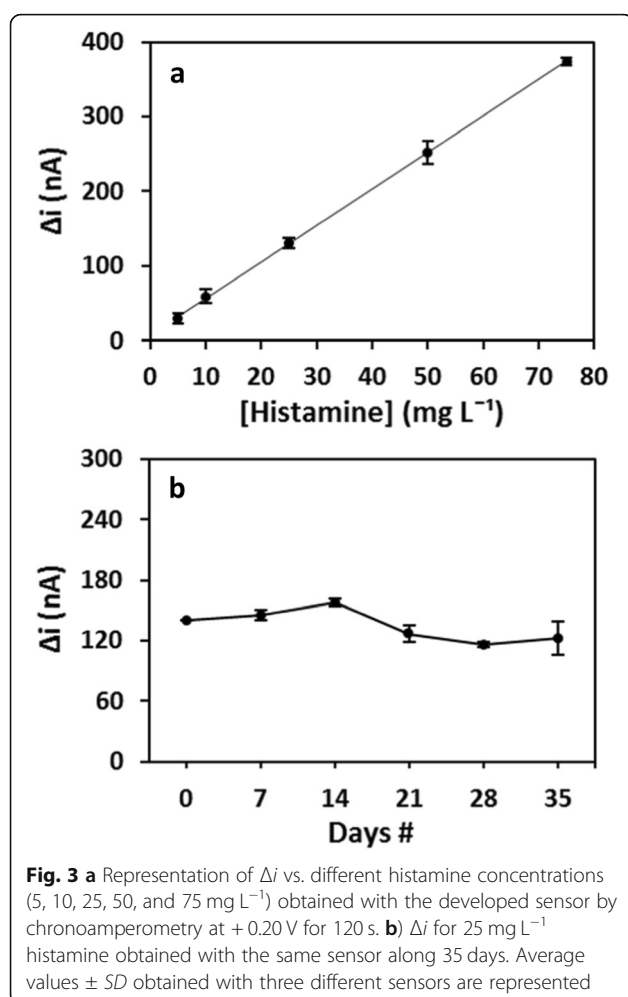 400
a
300
200
100
0
Δi (nA)
0 10 20 30 40 50 60 70 80
[Histamine] (mg L⁻¹)
300
b
240
180
120
60
0
Δi (nA)
0 7 14 21 28 35
Days #
Fig. 3 a Representation of Δi vs. different histamine concentrations
(5, 10, 25, 50, and 75 mg L⁻¹) obtained with the developed sensor by
chronoamperometry at + 0.20 V for 120 s. b) Δi for 25 mg L⁻¹
histamine obtained with the same sensor along 35 days. Average
values ± SD obtained with three different sensors are represented